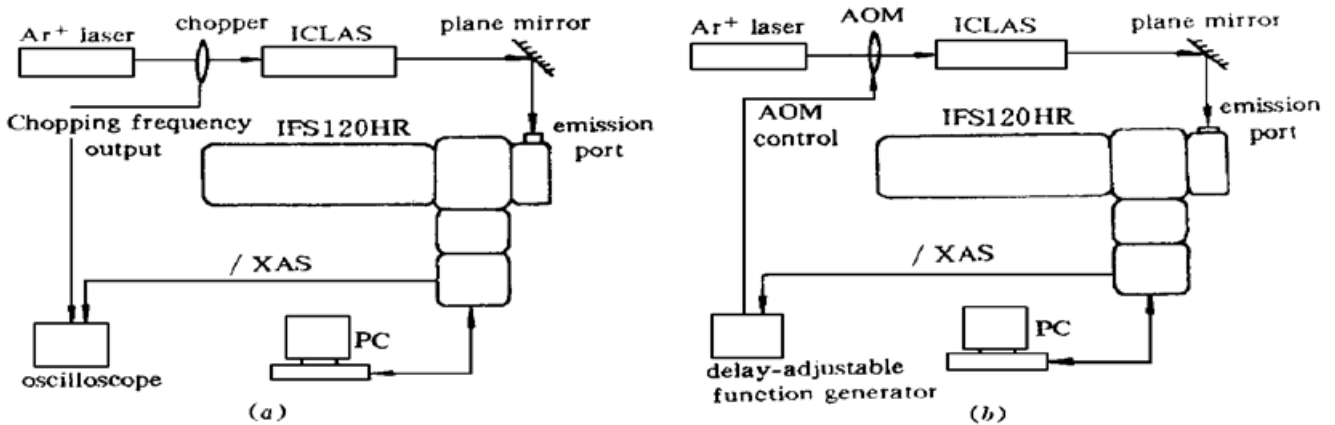 Ar⁺ laser
chopper
ICLAS
plane mirror
Chopping frequency
output
IFS120HR
emission
port
/ XAS
PC
oscilloscope
(a)
Ar⁺ laser
AOM
ICLAS
plane mirror
AOM
control
IFS120HR
emission
port
/ XAS
PC
delay-adjustable
function generator
(b)